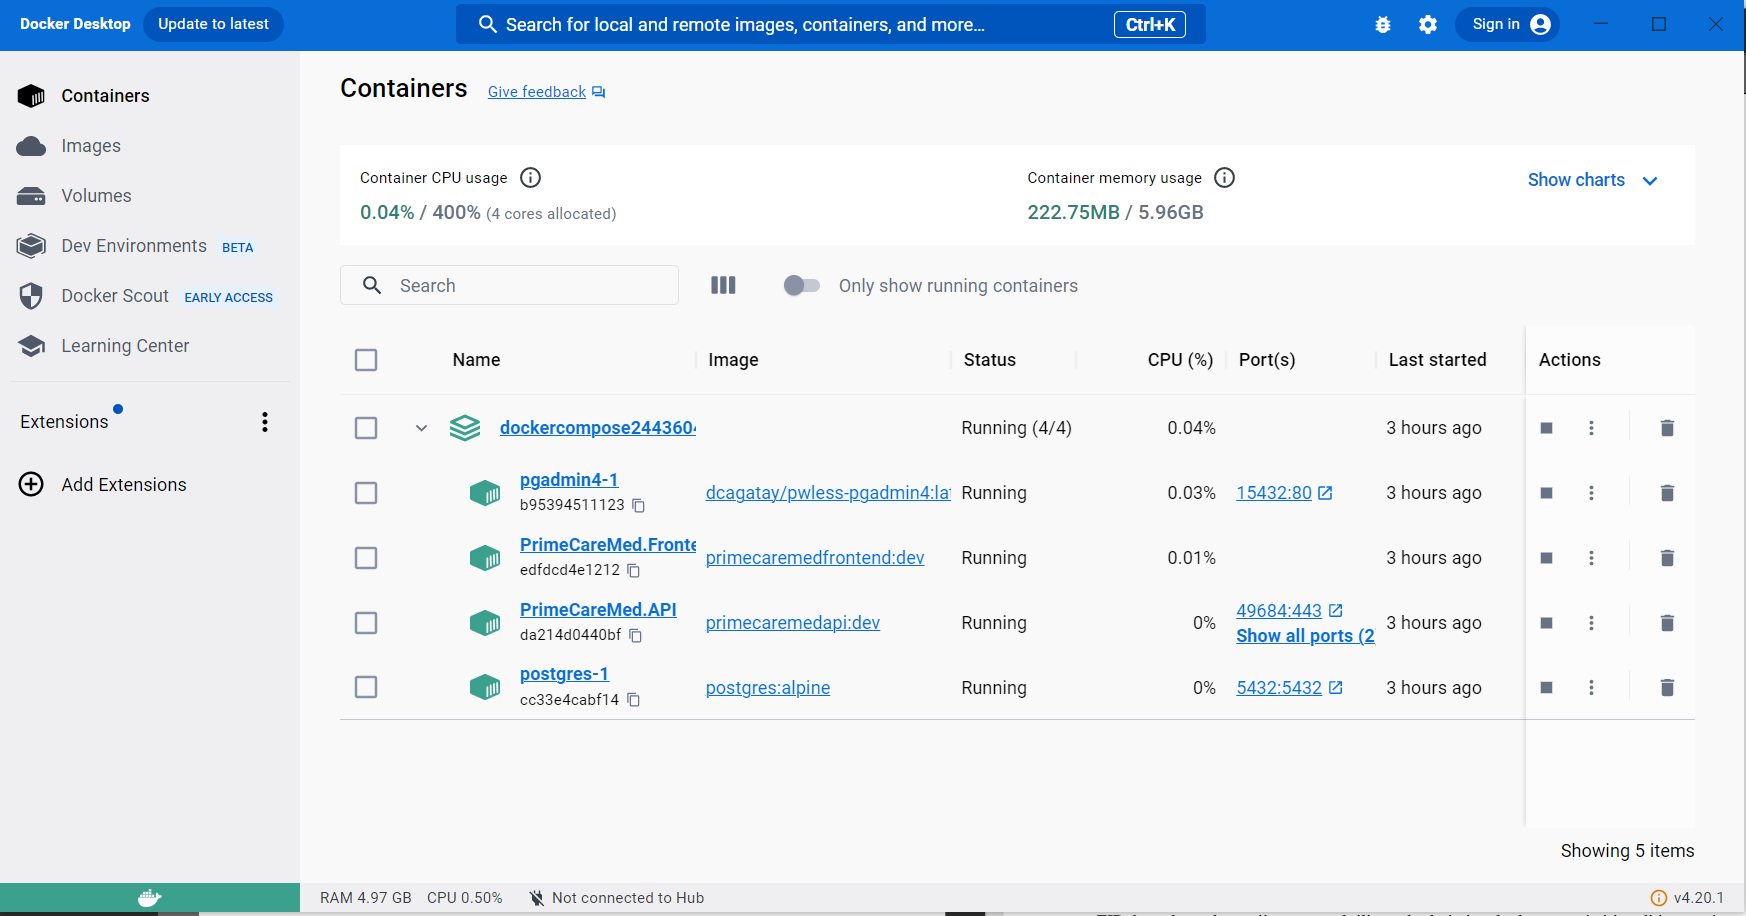 Docker Desktop
Update to latest
Search for local and remote images, containers, and more...
Ctrl+K
Sign in
Containers
Images
Volumes
Dev Environments BETA
Docker Scout EARLY ACCESS
Learning Center
Extensions
Add Extensions
Containers
Give feedback
Container CPU usage
0.04% / 400% (4 cores allocated)
Container memory usage
222.75MB / 5.96GB
Show charts
Search
Only show running containers
Name Image Status CPU (%) Port(s) Last started Actions
dockercompose2443604 Running (4/4) 0.04% 3 hours ago
pgadmin4-1
b95394511123
dcagatay/pwless-pgadmin4:la
Running 0.03% 15432:80 3 hours ago
PrimeCareMed.Fronte
edfdcd4e1212
primecaremedfrontend:dev
Running 0.01% 3 hours ago
PrimeCareMed.API
da214d0440bf
primecaremedapi:dev
Running 0%
49684:443
Show all ports (2
3 hours ago
postgres-1
cc33e4cabf14
postgres:alpine
Running 0% 5432:5432 3 hours ago
Showing 5 items
RAM 4.97 GB CPU 0.50% Not connected to Hub
v4.20.1